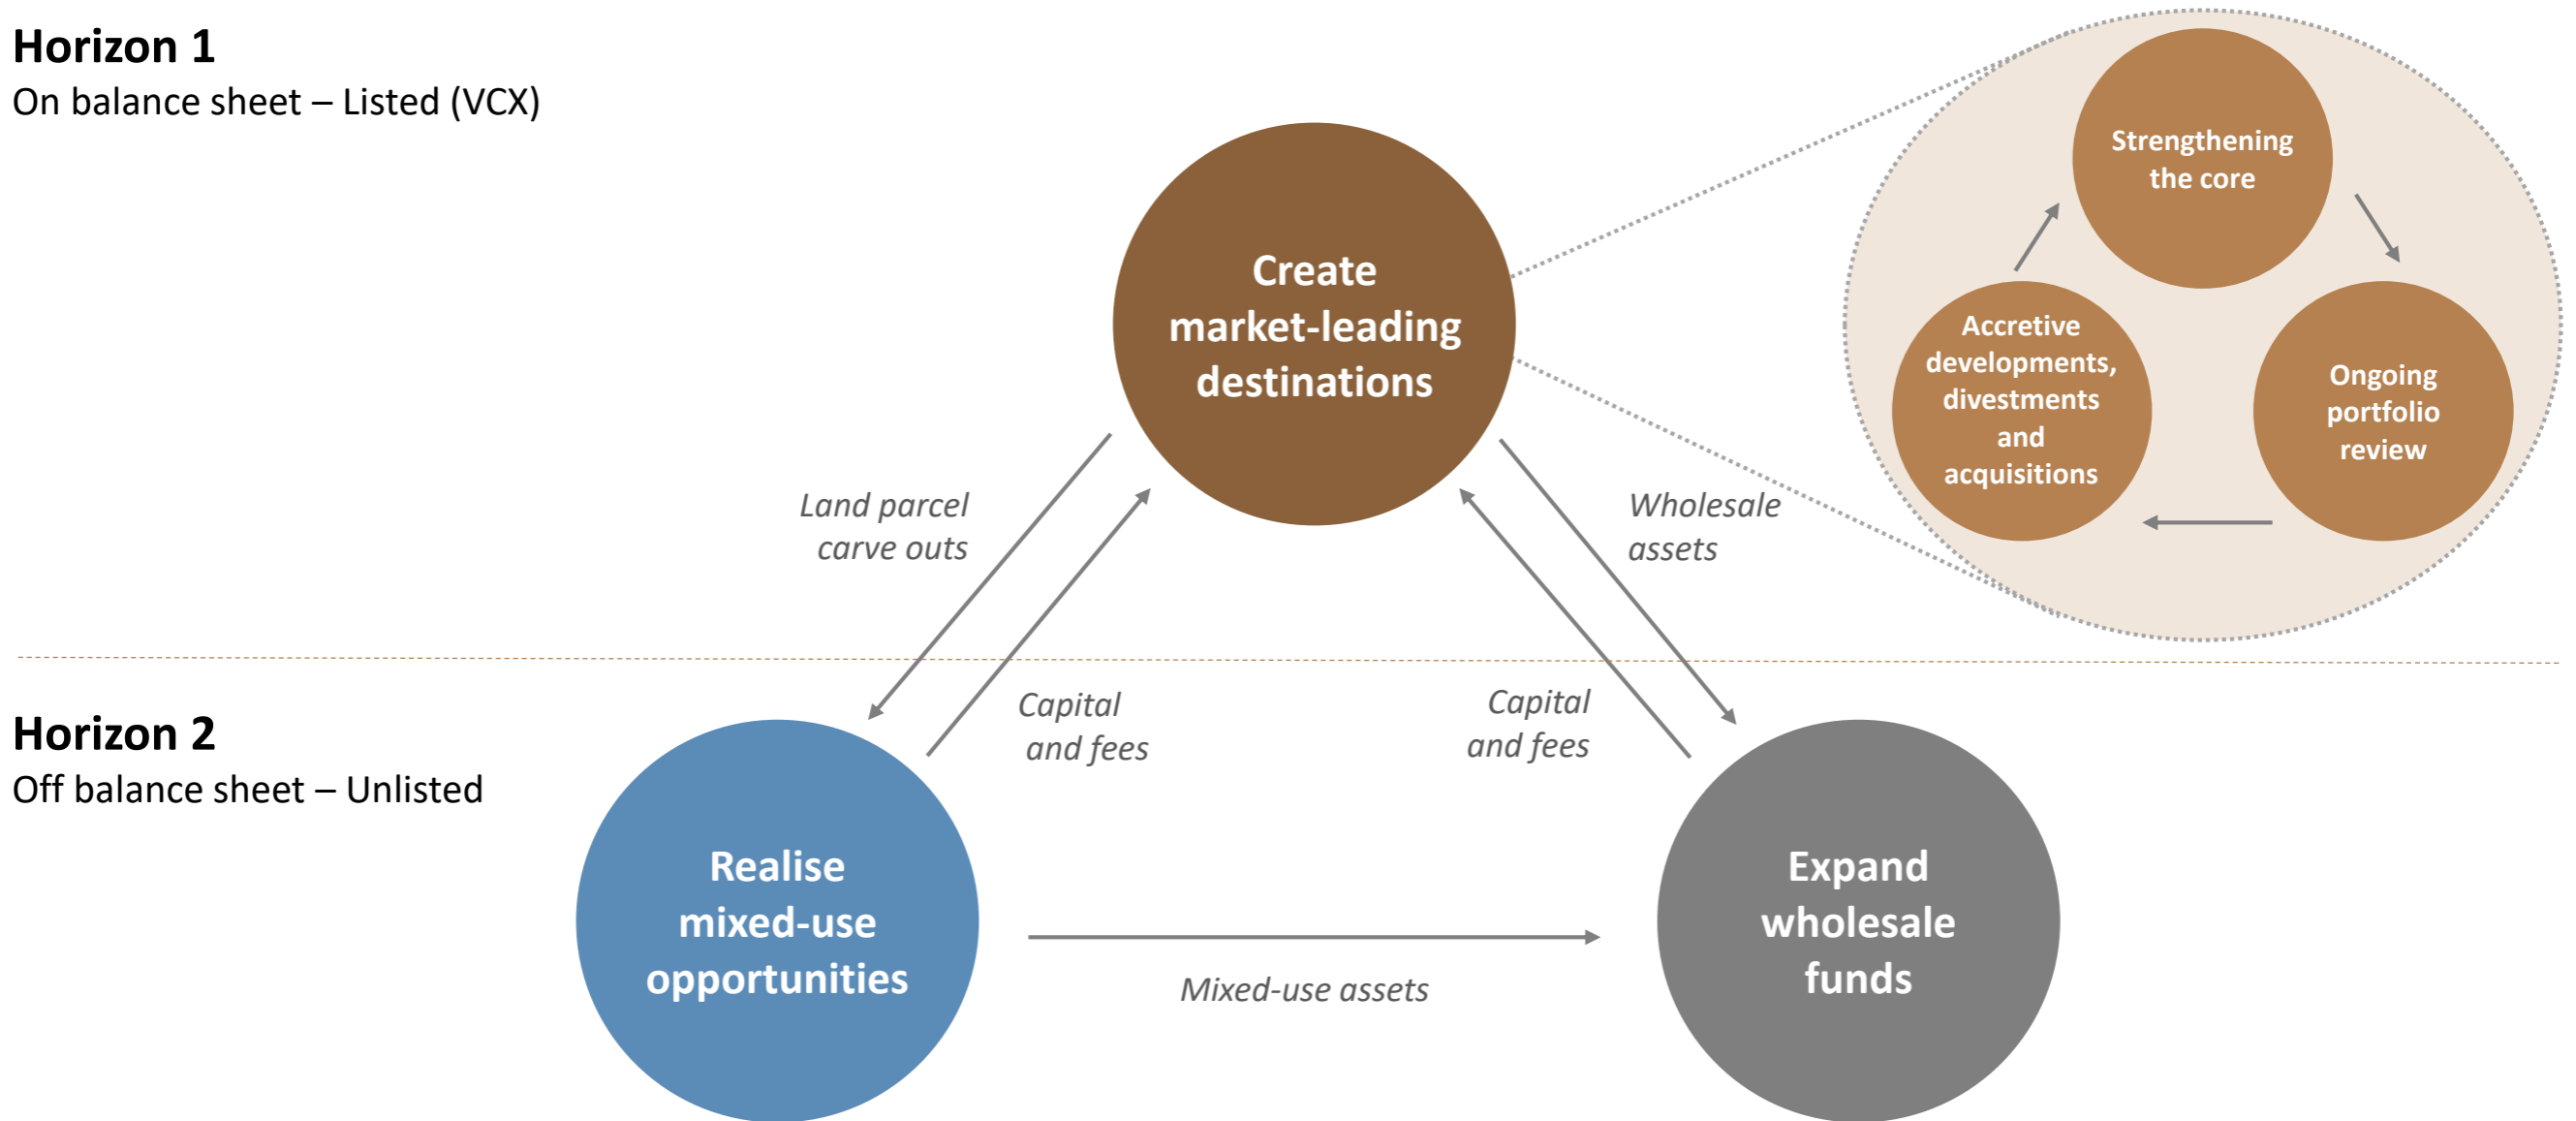 Horizon 1
On balance sheet – Listed (VCX)
Create
market-leading
destinations
Strengthening
the core
Accretive
developments,
divestments
and
acquisitions
Ongoing
portfolio
review
Land parcel
carve outs
Wholesale
assets
Capital
and fees
Capital
and fees
Horizon 2
Off balance sheet – Unlisted
Realise
mixed-use
opportunities
Mixed-use assets
Expand
wholesale
funds